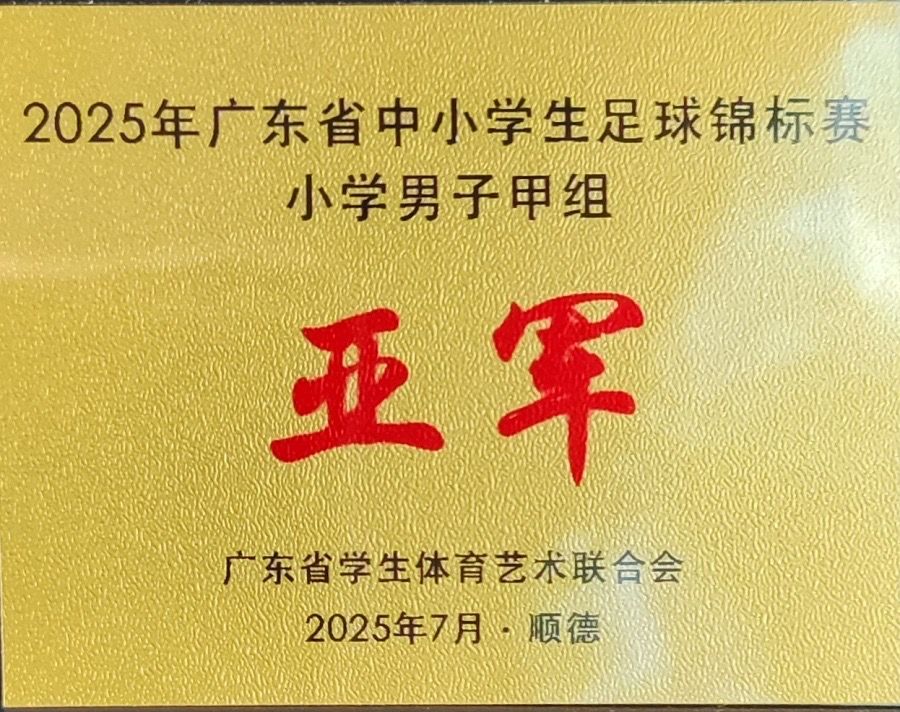 2025年广东省中小学生足球锦标赛
小学男子甲组
亚军
广东省学生体育艺术联合会
2025年7月·顺德